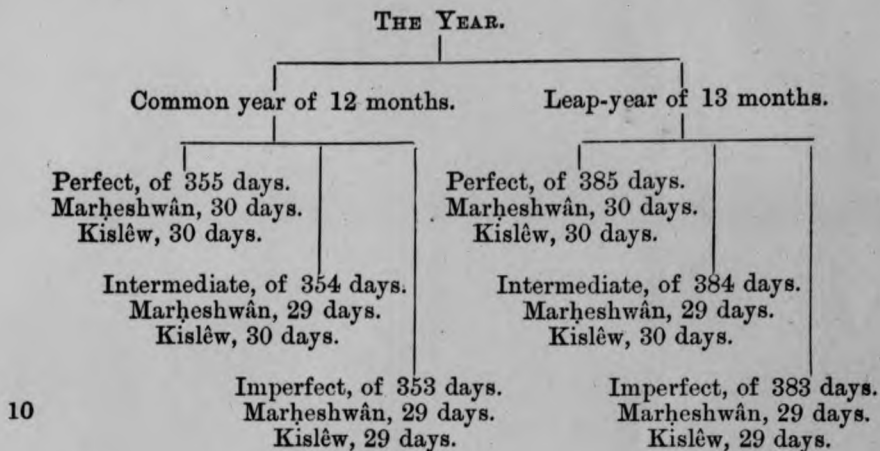 THE YEAR.
Common year of 12 months. Leap-year of 13 months.
Perfect, of 355 days. Perfect, of 385 days.
Marḥeshwân, 30 days. Marḥeshwân, 30 days.
Kislêw, 30 days. Kislêw, 30 days.
Intermediate, of 354 days. Intermediate, of 384 days.
Marḥeshwân, 29 days. Marḥeshwân, 29 days.
Kislêw, 30 days. Kislêw, 30 days.
Imperfect, of 353 days. Imperfect, of 383 days.
10 Marḥeshwân, 29 days. Marḥeshwân, 29 days.
Kislêw, 29 days. Kislêw, 29 days.